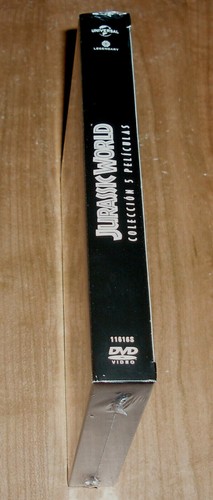 UNIVERSAL
LEGENDARY
JURASSIC WORLD
COLECCIÓN 5 PELÍCULAS
11616S
DVD
VIDEO